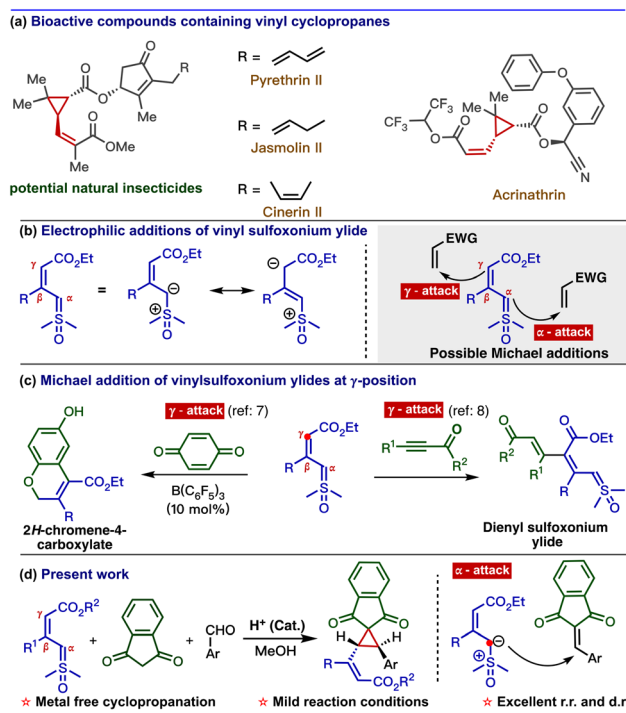 (a) Bioactive compounds containing vinyl cyclopropanes
Me
Me
O
O
O
R
Me
O
OMe
Me
potential natural insecticides
R =
Pyrethrin II
R =
Jasmolin II
R =
Cinerin II
CF3
CF3
O
O
Me
Me
O
O
O
N
Acrinathrin
(b) Electrophilic additions of vinyl sulfoxonium ylide
γ
CO2Et
R
β
α
S
O
=
CO2Et
R
⊖
⊕
S
O
⊖
CO2Et
R
⊕
S
O
EWG
γ - attack
γ
CO2Et
R
β
α
S
O
EWG
α - attack
Possible Michael additions
(c) Michael addition of vinylsulfoxonium ylides at γ-position
OH
O
CO2Et
R
2H-chromene-4-
carboxylate
γ - attack (ref: 7)
O
O
B(C6F5)3
(10 mol%)
γ
CO2Et
R
β
α
S
O
γ - attack (ref: 8)
R1
O
R2
O
R2
R1
O
OEt
R
S
O
Dienyl sulfoxonium
ylide
(d) Present work
γ
CO2R2
R1
β
α
S
O
+
O
O
+
CHO
Ar
H+ (Cat.)
MeOH
O
O
H
H
R
Ar
CO2R2
α - attack
CO2Et
R
⊖
⊕
S
O
O
O
Ar
☆ Metal free cyclopropanation
☆ Mild reaction conditions
☆ Excellent r.r. and d.r